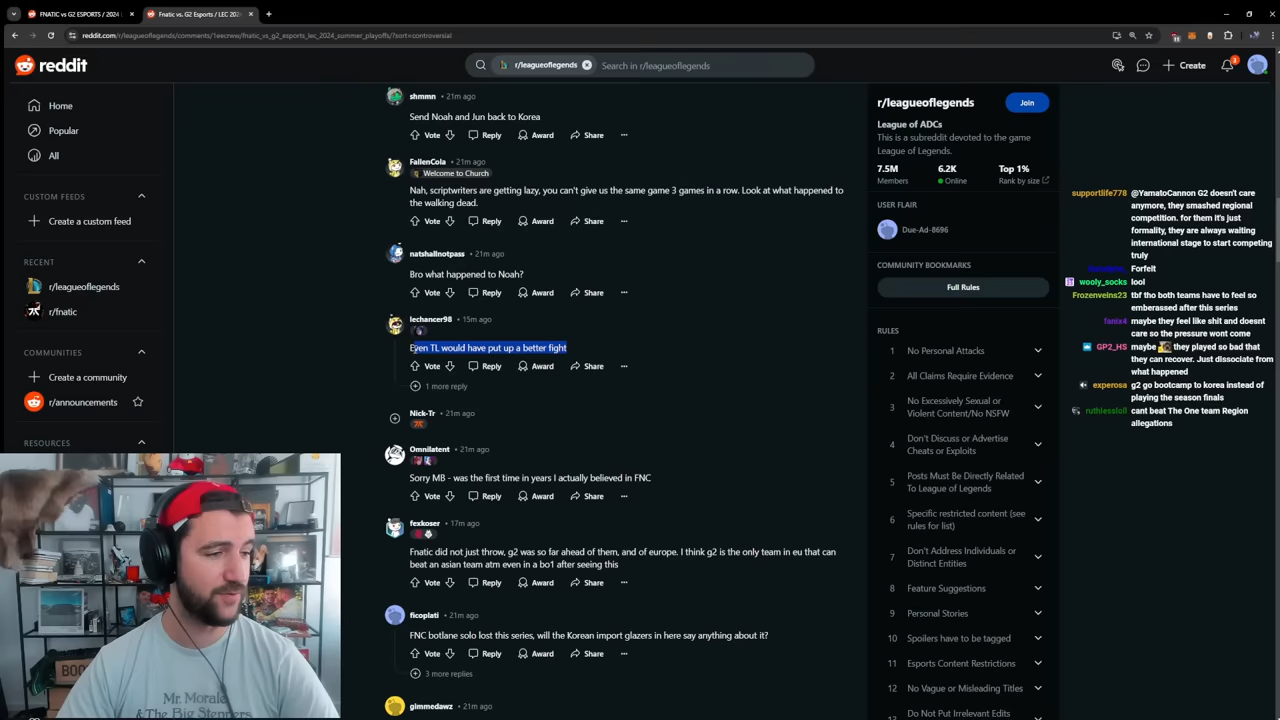 FNATIC vs G2 ESPORTS / 2024 L
Fnatic vs. G2 Esports / LEC 202
reddit.com/r/leagueoflegends/comments/1eecrww/fnatic_vs_g2_esports_lec_2024_summer_playoffs/?sort=controversial
reddit
r/leagueoflegends
Search in r/leagueoflegends
Create
3
Home
Popular
All
CUSTOM FEEDS
Create a custom feed
RECENT
r/leagueoflegends
r/fnatic
COMMUNITIES
Create a community
r/announcements
RESOURCES
shmmn • 21m ago
Send Noah and Jun back to Korea
Vote Reply Award Share
FallenCola • 21m ago
Welcome to Church
Nah, scriptwriters are getting lazy, you can't give us the same game 3 games in a row. Look at what happened to
the walking dead.
Vote Reply Award Share
natshallnotpass • 21m ago
Bro what happened to Noah?
Vote Reply Award Share
lechancer98 • 15m ago
Even TL would have put up a better fight
Vote Reply Award Share
1 more reply
Nick-Tr • 21m ago
Omnilatent • 21m ago
Sorry MB - was the first time in years I actually believed in FNC
Vote Reply Award Share
fexkoser • 17m ago
Fnatic did not just throw, g2 was so far ahead of them, and of europe. I think g2 is the only team in eu that can
beat an asian team atm even in a bo1 after seeing this
Vote Reply Award Share
ficoplati • 21m ago
FNC botlane solo lost this series, will the Korean import glazers in here say anything about it?
Vote Reply Award Share
3 more replies
gimmedawz • 21m ago
r/leagueoflegends
Join
League of ADCs
This is a subreddit devoted to the game
League of Legends.
7.5M 6.2K Top 1%
Members Online Rank by size
USER FLAIR
Due-Ad-8696
COMMUNITY BOOKMARKS
Full Rules
RULES
1 No Personal Attacks
2 All Claims Require Evidence
3 No Excessively Sexual or
Violent Content/No NSFW
4 Don't Discuss or Advertise
Cheats or Exploits
5 Posts Must Be Directly Related
To League of Legends
6 Specific restricted content (see
rules for list)
7 Don't Address Individuals or
Distinct Entities
8 Feature Suggestions
9 Personal Stories
10 Spoilers have to be tagged
11 Esports Content Restrictions
12 No Vague or Misleading Titles
Do Not Put Irrelevant Edits
supportlife778 @YamatoCannon G2 doesn't care
anymore, they smashed regional
competition. for them it's just
formality, they are always waiting
international stage to start competing
truly
Forfeit
wooly_socks lool
Frozenveins23 tbf tho both teams have to feel so
embarassed after this series
fanix4 maybe they feel like shit and doesnt
care so the pressure wont come
GP2_HS maybe they played so bad that
they can recover. Just dissociate from
what happened
experosa g2 go bootcamp to korea instead of
playing the season finals
ruthlessloll cant beat The One team Region
allegations
Mr. Morale
&The Big Steppers